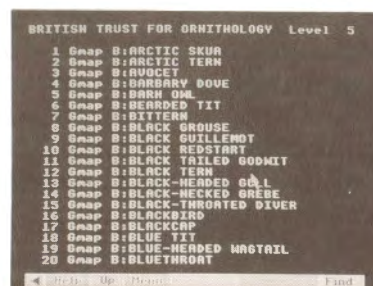 BRITISH TRUST FOR ORNITHOLOGY Level 5
1 Gmap B:ARCTIC SKUA
2 Gmap B:ARCTIC TERN
3 Gmap B:AVOCET
4 Gmap B:BARBARY DOVE
5 Gmap B:BARN OWL
6 Gmap B:BEARDED TIT
7 Gmap B:BITTERN
8 Gmap B:BLACK GROUSE
9 Gmap B:BLACK GUILLEMOT
10 Gmap B:BLACK REDSTART
11 Gmap B:BLACK TAILED GODWIT
12 Gmap B:BLACK TERN
13 Gmap B:BLACK-HEADED GULL
14 Gmap B:BLACK-NECKED GREBE
15 Gmap B:BLACK-THROATED DIVER
16 Gmap B:BLACKBIRD
17 Gmap B:BLACKCAP
18 Gmap B:BLUE TIT
19 Gmap B:BLUE-HEADED WAGTAIL
20 Gmap B:BLUETHROAT
Help Up Menu Find